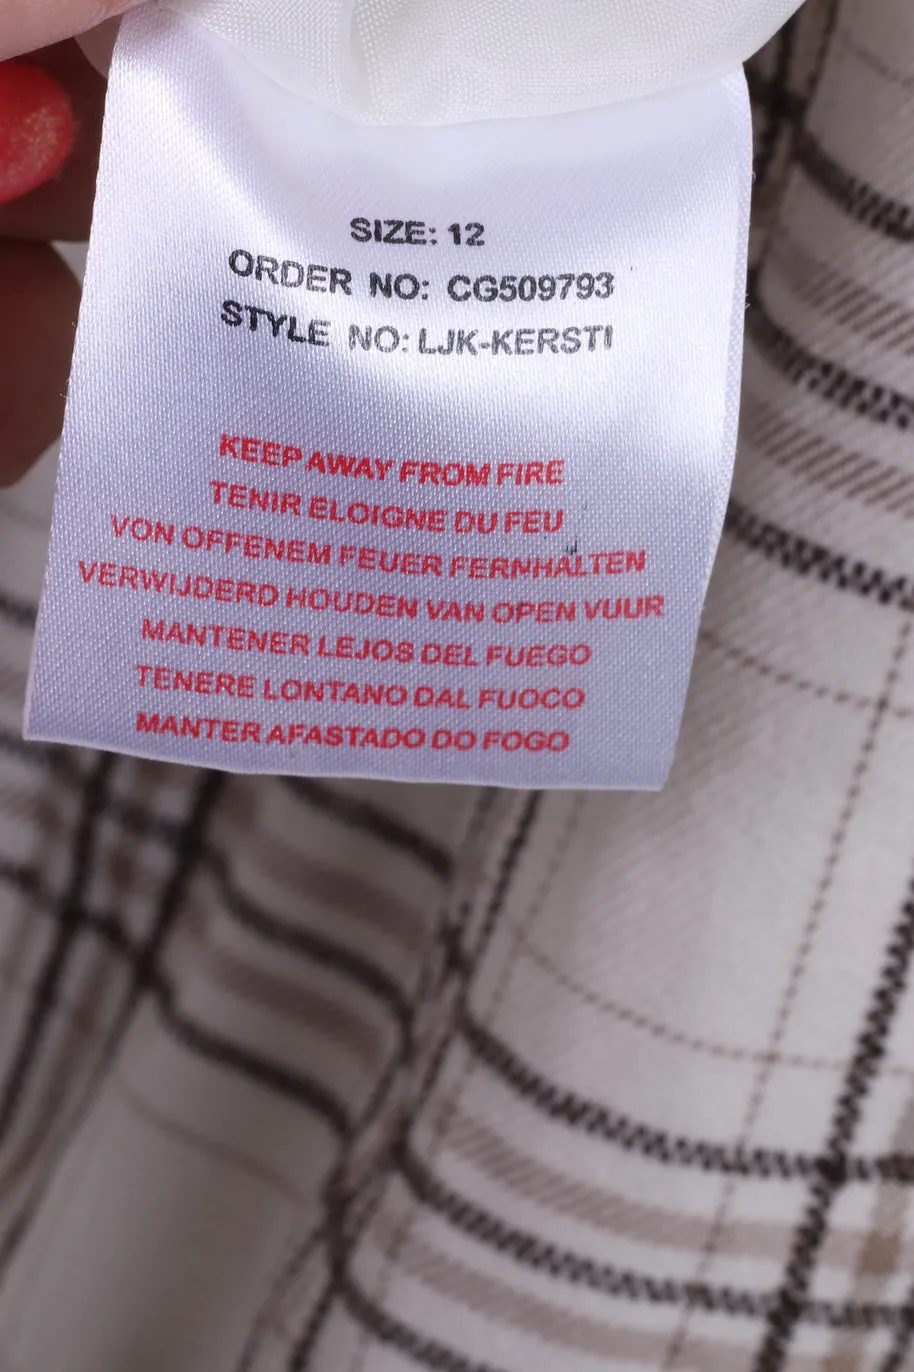 SIZE: 12
ORDER NO: CG509793
STYLE NO: LJK-KERSTI
KEEP AWAY FROM FIRE
TENIR ELOIGNE DU FEU
VON OFFENEM FEUER FERNHALTEN
VERWIJDERD HOUDEN VAN OPEN VUUR
MANTENER LEJOS DEL FUEGO
TENERE LONTANO DAL FUOCO
MANTER AFASTADO DO FOGO